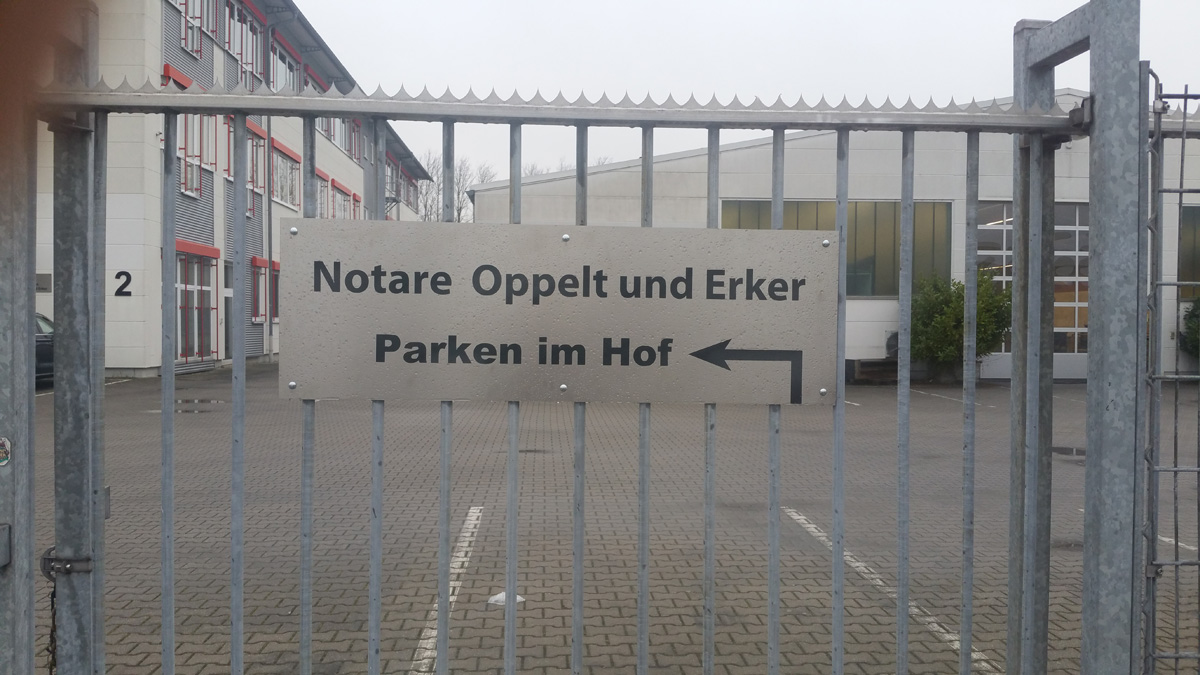 2
Notare Oppelt und Erker
Parken im Hof